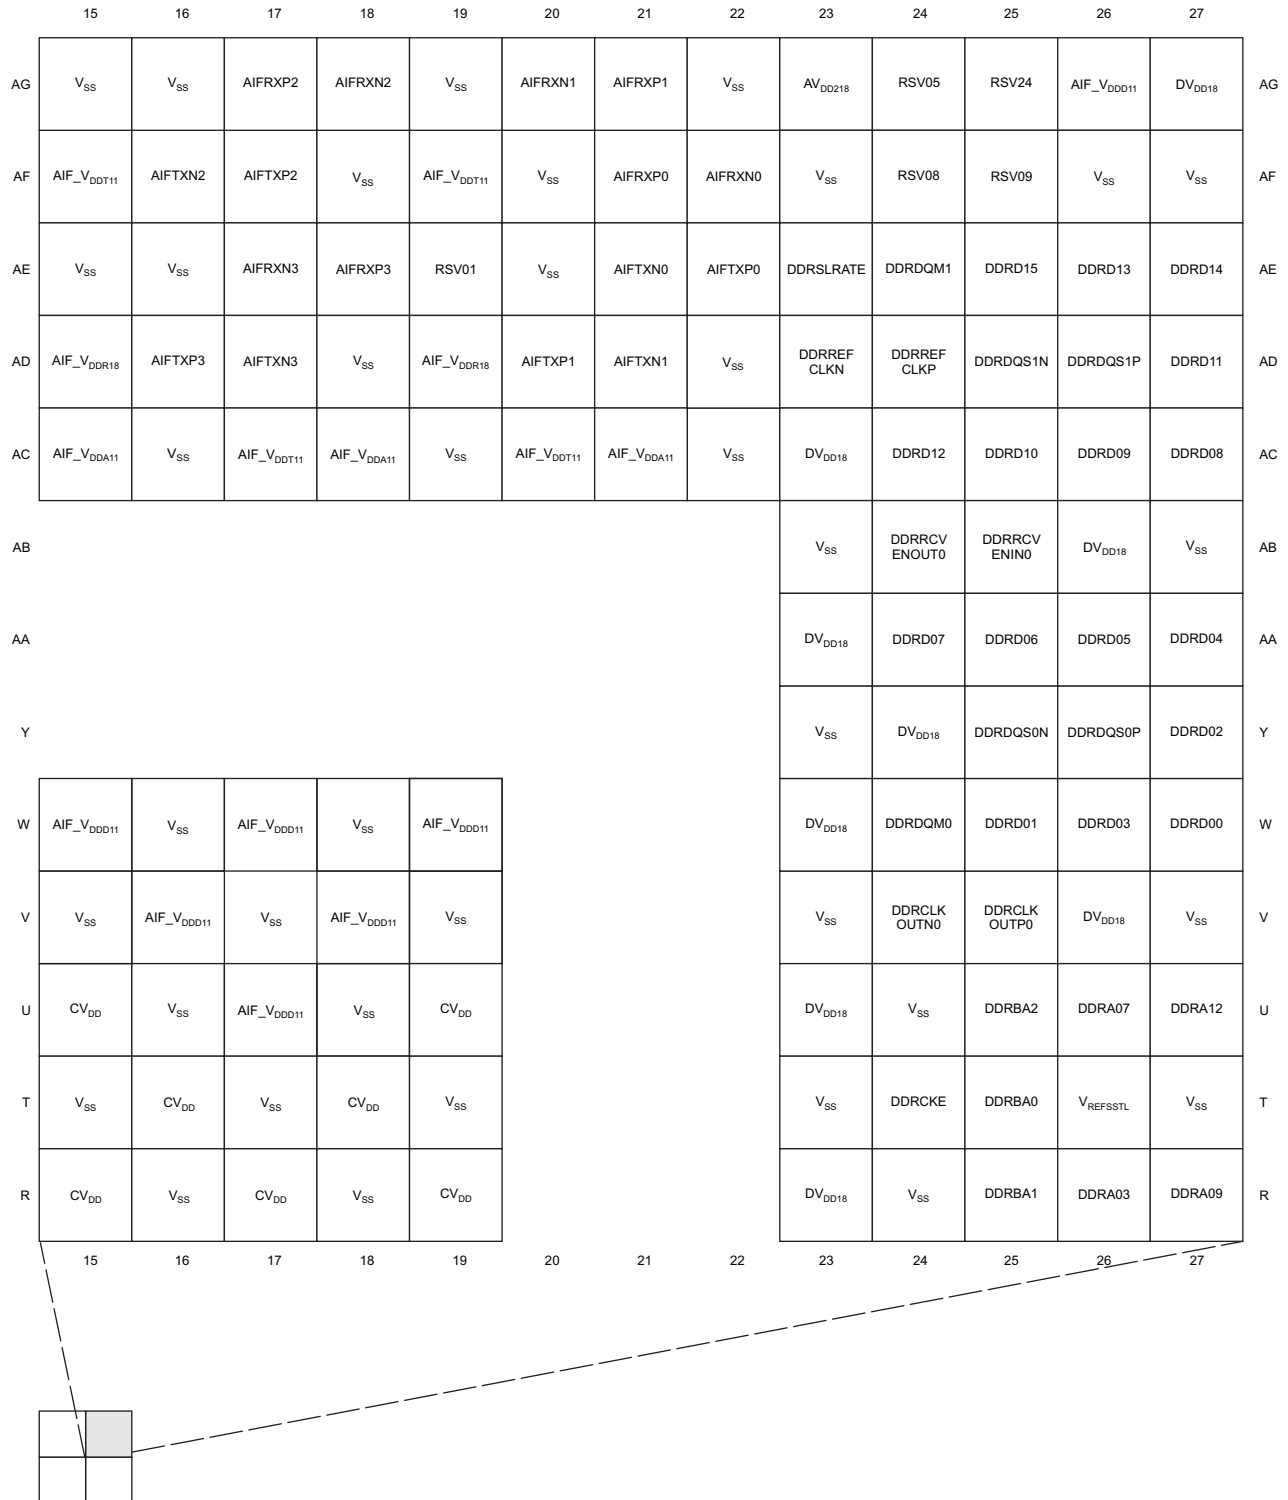 15 16 17 18 19 20 21 22 23 24 25 26 27
AG VSS VSS AIFRXP2 AIFRXN2 VSS AIFRXN1 AIFRXP1 VSS AVDD218 RSV05 RSV24 AIF_VDDD11 DVDD18 AG
AF AIF_VDDT11 AIFTXN2 AIFTXP2 VSS AIF_VDDT11 VSS AIFRXP0 AIFRXN0 VSS RSV08 RSV09 VSS VSS AF
AE VSS VSS AIFRXN3 AIFRXP3 RSV01 VSS AIFTXN0 AIFTXP0 DDRSLRATE DDRDQM1 DDRD15 DDRD13 DDRD14 AE
AD AIF_VDDR18 AIFTXP3 AIFTXN3 VSS AIF_VDDR18 AIFTXP1 AIFTXN1 VSS DDRREF CLKN DDRREF CLKP DDRDQS1N DDRDQS1P DDRD11 AD
AC AIF_VDDA11 VSS AIF_VDDT11 AIF_VDDA11 VSS AIF_VDDT11 AIF_VDDA11 VSS DVDD18 DDRD12 DDRD10 DDRD09 DDRD08 AC
AB VSS DDRRCV ENOUT0 DDRRCV ENIN0 DVDD18 VSS AB
AA DVDD18 DDRD07 DDRD06 DDRD05 DDRD04 AA
Y VSS DVDD18 DDRDQS0N DDRDQS0P DDRD02 Y
W AIF_VDDD11 VSS AIF_VDDD11 VSS AIF_VDDD11 DVDD18 DDRDQM0 DDRD01 DDRD03 DDRD00 W
V VSS AIF_VDDD11 VSS AIF_VDDD11 VSS VSS DDRCLK OUTN0 DDRCLK OUTP0 DVDD18 VSS V
U CVDD VSS AIF_VDDD11 VSS CVDD DVDD18 VSS DDRBA2 DDRA07 DDRA12 U
T VSS CVDD VSS CVDD VSS VSS DDRCKE DDRBA0 VREFSSTL VSS T
R CVDD VSS CVDD VSS CVDD DVDD18 VSS DDRBA1 DDRA03 DDRA09 R
15 16 17 18 19 20 21 22 23 24 25 26 27